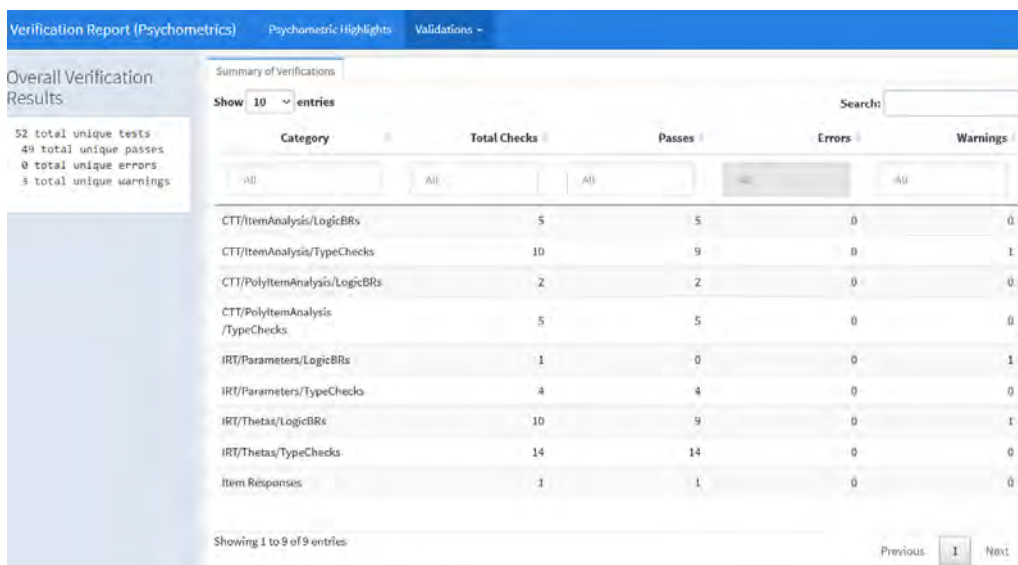 Verification Report (Psychometrics) Psychometric Highlights Validations
Overall Verification
Results
52 total unique tests
49 total unique passes
0 total unique errors
3 total unique warnings
Summary of Verifications
Show 10 entries Search:
Category Total Checks Passes Errors Warnings
All All All All All
CTT/ItemAnalysis/LogicBRs 5 5 0 0
CTT/ItemAnalysis/TypeChecks 10 9 0 1
CTT/PolyItemAnalysis/LogicBRs 2 2 0 0
CTT/PolyItemAnalysis
/TypeChecks 5 5 0 0
IRT/Parameters/LogicBRs 1 0 0 1
IRT/Parameters/TypeChecks 4 4 0 0
IRT/Thetas/LogicBRs 10 9 0 1
IRT/Thetas/TypeChecks 14 14 0 0
Item Responses 1 1 0 0
Showing 1 to 9 of 9 entries
Previous 1 Next